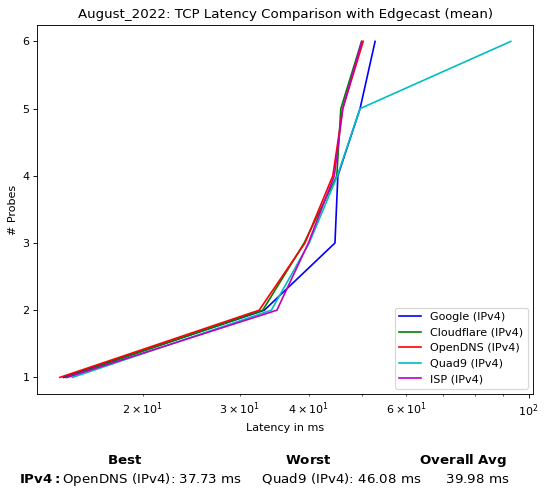 August_2022: TCP Latency Comparison with Edgecast (mean)
6
5
4
3
2
1
# Probes
Google (IPv4)
Cloudflare (IPv4)
OpenDNS (IPv4)
Quad9 (IPv4)
ISP (IPv4)
2 × 10¹ 3 × 10¹ 4 × 10¹ 6 × 10¹ 10²
Latency in ms
Best Worst Overall Avg
IPv4: OpenDNS (IPv4): 37.73 ms Quad9 (IPv4): 46.08 ms 39.98 ms